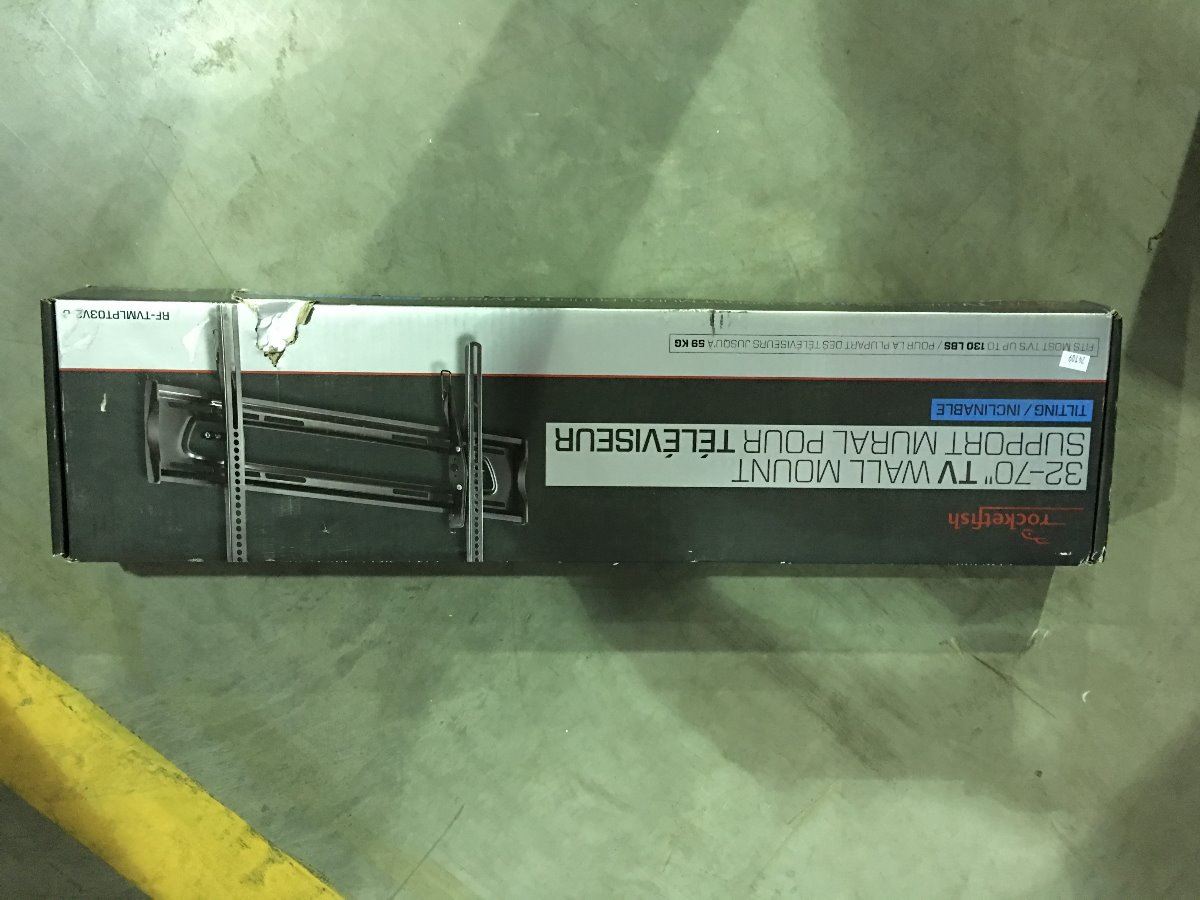 rocketfish
32–70" TV WALL MOUNT
SUPPORT MURAL POUR TÉLÉVISEUR
TILTING / INCLINABLE
FITS MOST TV'S UP TO 130 LBS / POUR LA PLUPART DES TÉLÉVISEURS JUSQU'À 59 KG
RF-TVMLPT03V2-C